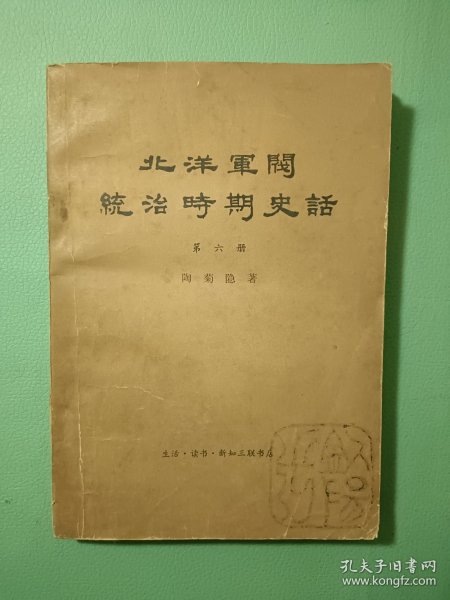 北洋軍閥
統治時期史話
第六册
陶菊隐著
生活·读书·新知三联书店
孔夫子旧书网
www.kongfz.com